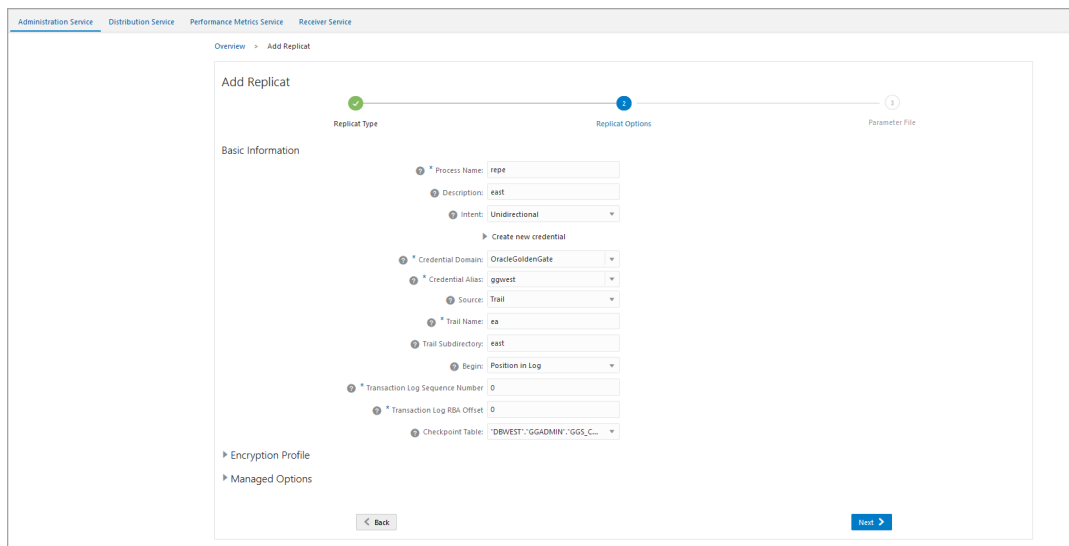 Administration Service Distribution Service Performance Metrics Service Receiver Service
Overview > Add Replicat
Add Replicat
2 3
Replicat Type Replicat Options Parameter File
Basic Information
? * Process Name: repe
? Description: east
? Intent: Unidirectional
Create new credential
? * Credential Domain: OracleGoldenGate
? * Credential Alias: ggwest
? Source: Trail
? * Trail Name: ea
? Trail Subdirectory: east
? Begin: Position in Log
? * Transaction Log Sequence Number 0
? * Transaction Log RBA Offset 0
? Checkpoint Table: "DBWEST"."GGADMIN"."GGS_C...
Encryption Profile
Managed Options
Back Next